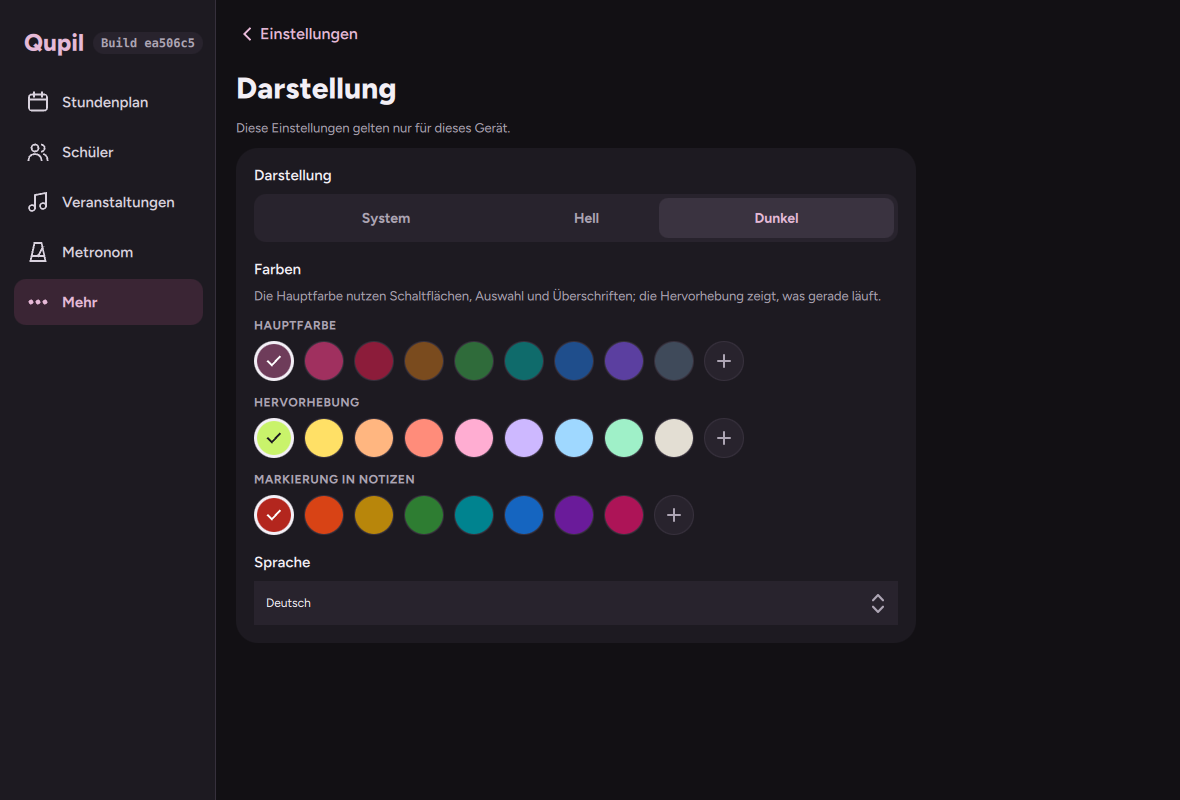 Qupil Build ea506c5
Stundenplan
Schüler
Veranstaltungen
Metronom
Mehr
Einstellungen
Darstellung
Diese Einstellungen gelten nur für dieses Gerät.
Darstellung
System Hell Dunkel
Farben
Die Hauptfarbe nutzen Schaltflächen, Auswahl und Überschriften; die Hervorhebung zeigt, was gerade läuft.
HAUPTFARBE
HERVORHEBUNG
MARKIERUNG IN NOTIZEN
Sprache
Deutsch